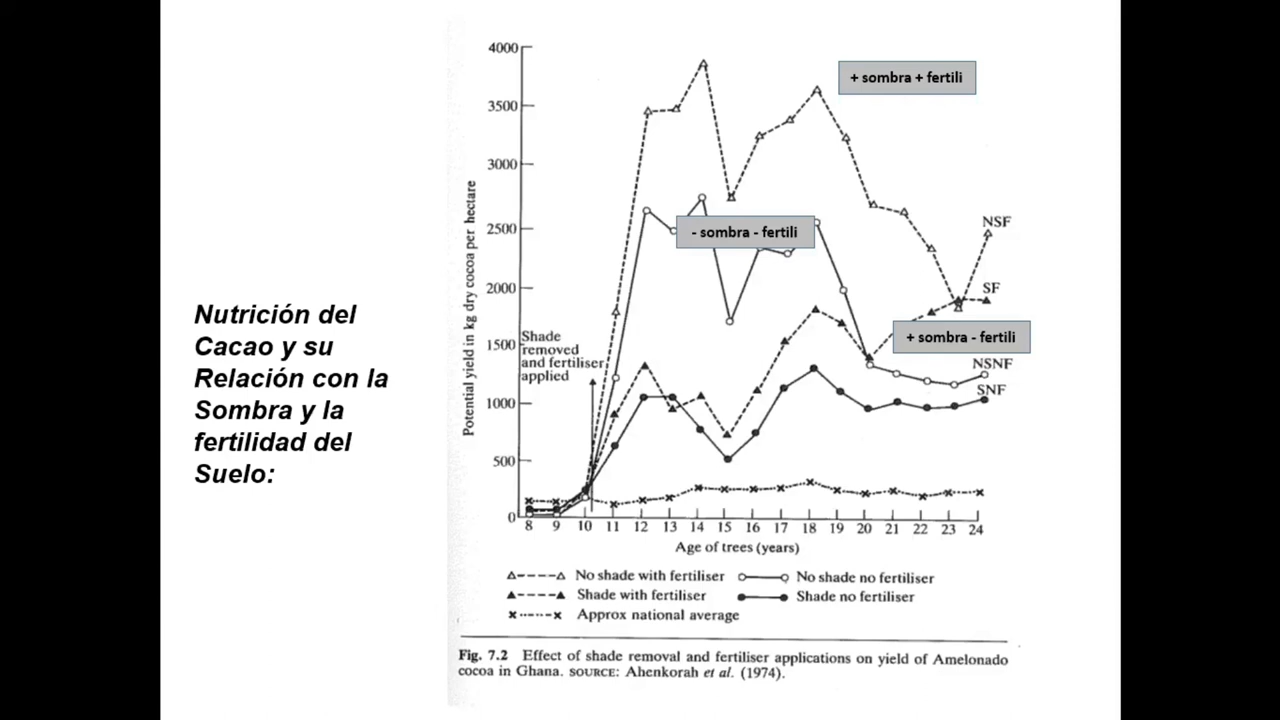 Nutrición del
Cacao y su
Relación con la
Sombra y la
fertilidad del
Suelo:
Potential yield in kg dry cocoa per hectare
4000
3500
3000
2500
2000
1500
1000
500
0
+ sombra + fertili
- sombra - fertili
+ sombra - fertili
NSF
SF
NSNF
SNF
Shade
removed
and fertiliser
applied
8 9 10 11 12 13 14 15 16 17 18 19 20 21 22 23 24
Age of trees (years)
No shade with fertiliser
No shade no fertiliser
Shade with fertiliser
Shade no fertiliser
Approx national average
Fig. 7.2 Effect of shade removal and fertiliser applications on yield of Amelonado
cocoa in Ghana. SOURCE: Ahenkorah et al. (1974).